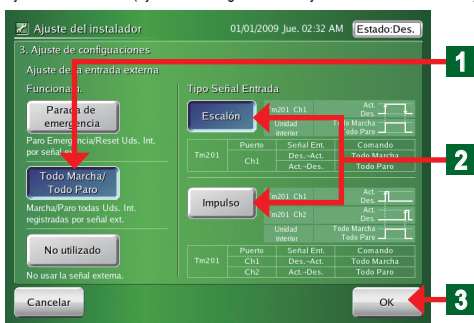 Ajuste del instalador 01/01/2009 Jue. 02:32 AM Estado:Des.
3. Ajuste de configuaciones
Ajuste de la entrada externa
Funcionam.
Parada de
emergencia
Paro Emergencia/Reset Uds. Int.
por señal ext.
Todo Marcha/
Todo Paro
Marcha/Paro todas Uds. Int.
registradas por señal ext.
No utilizado
No usar la señal externa.
Tipo Señal Entrada
Escalón
Tm201 Ch1 Act.
Des.
Unidad
interior
Todo Marcha
Todo Paro
Puerto Señal Ent. Comando
Tm201 Ch1 Des.→Act. Todo Marcha
Act.→Des. Todo Paro
Impulso
Tm201 Ch1 Act.
Des.
Tm201 Ch2 Act.
Des.
Unidad
interior
Todo Marcha
Todo Paro
Puerto Señal Ent. Comando
Tm201 Ch1 Des.→Act. Todo Marcha
Ch2 Act.→Des. Todo Paro
Cancelar
OK
1
2
3